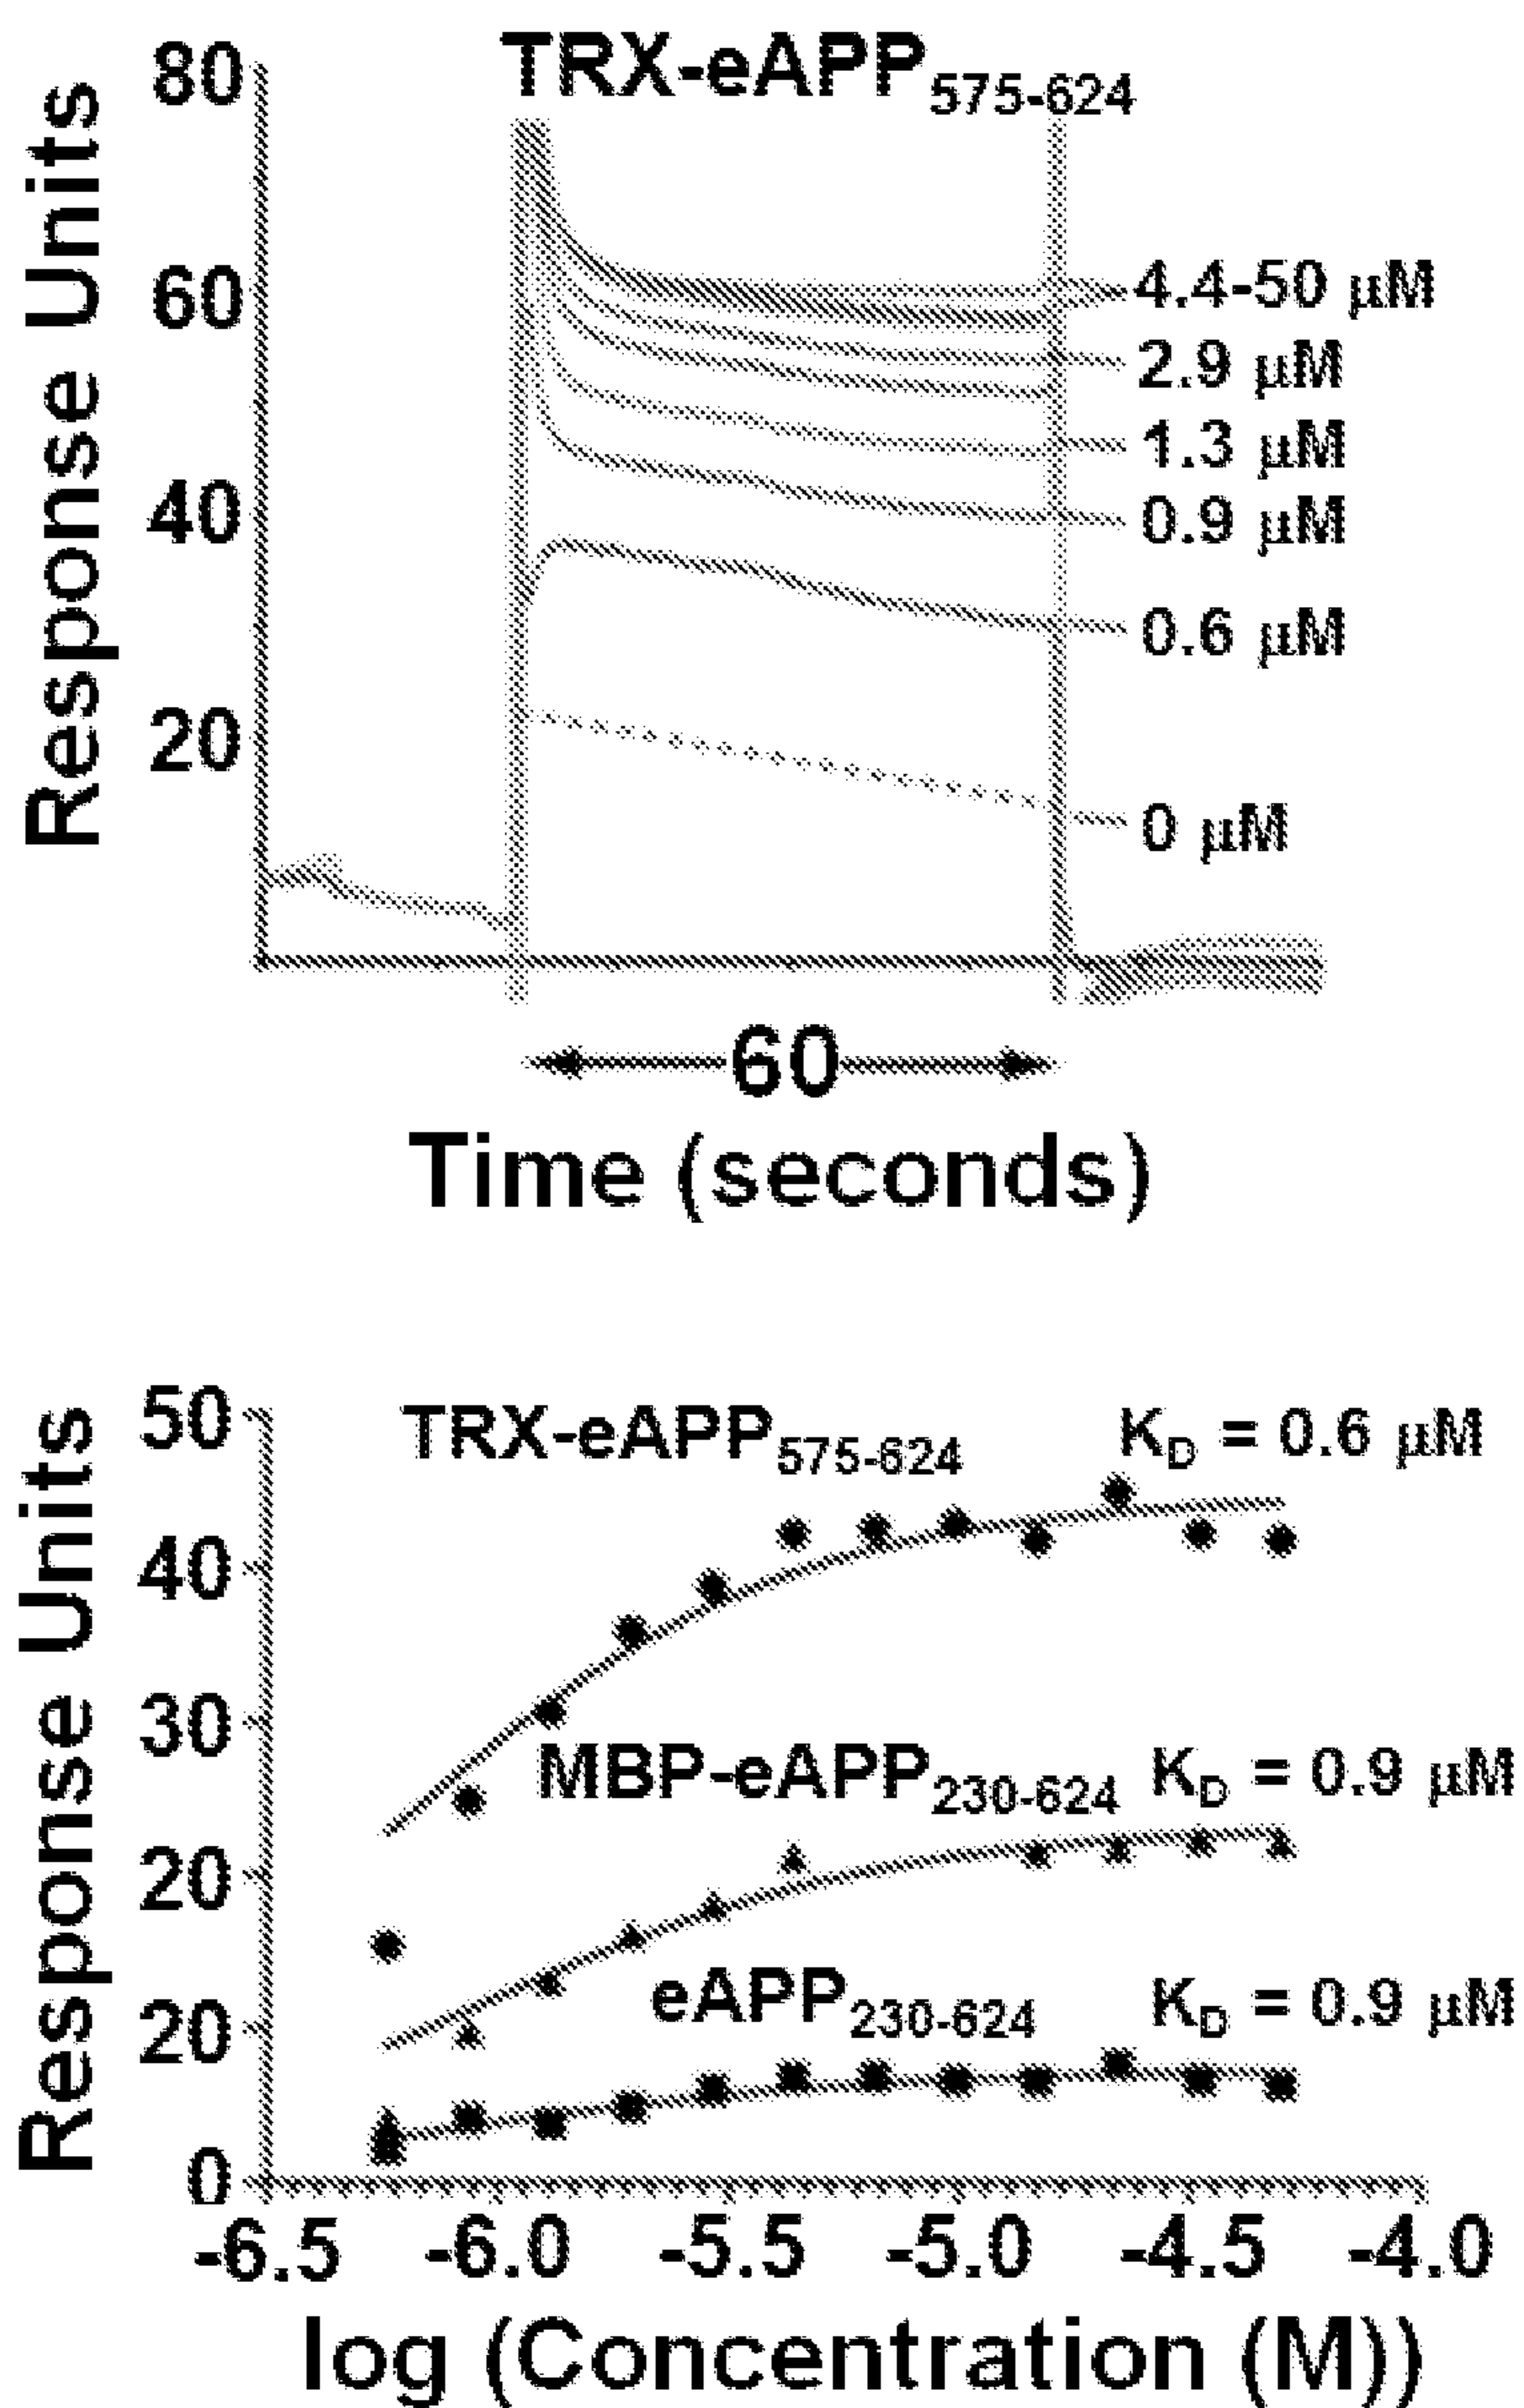 TRX-eAPP575-624
Response Units
80
60
40
20
4.4-50 µM
2.9 µM
1.3 µM
0.9 µM
0.6 µM
0 µM
60
Time (seconds)
Response Units
50
40
30
20
20
0
TRX-eAPP575-624 KD = 0.6 µM
MBP-eAPP230-624 KD = 0.9 µM
eAPP230-624 KD = 0.9 µM
-6.5 -6.0 -5.5 -5.0 -4.5 -4.0
log (Concentration (M))